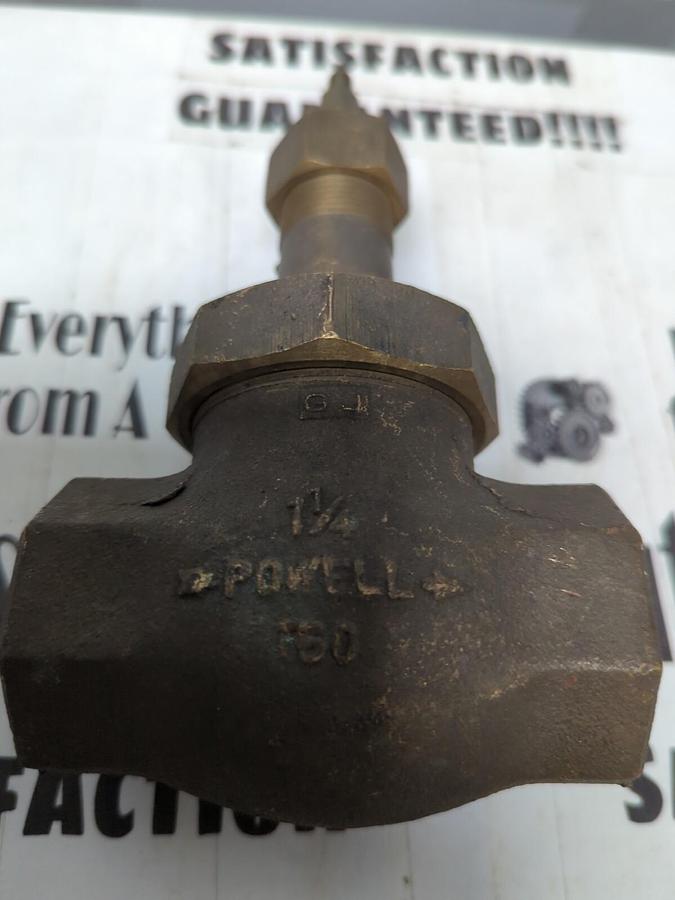 SATISFACTION
GUARANTEED!!!!
Everyth
rom A
1¼
POWELL
150
FACTION